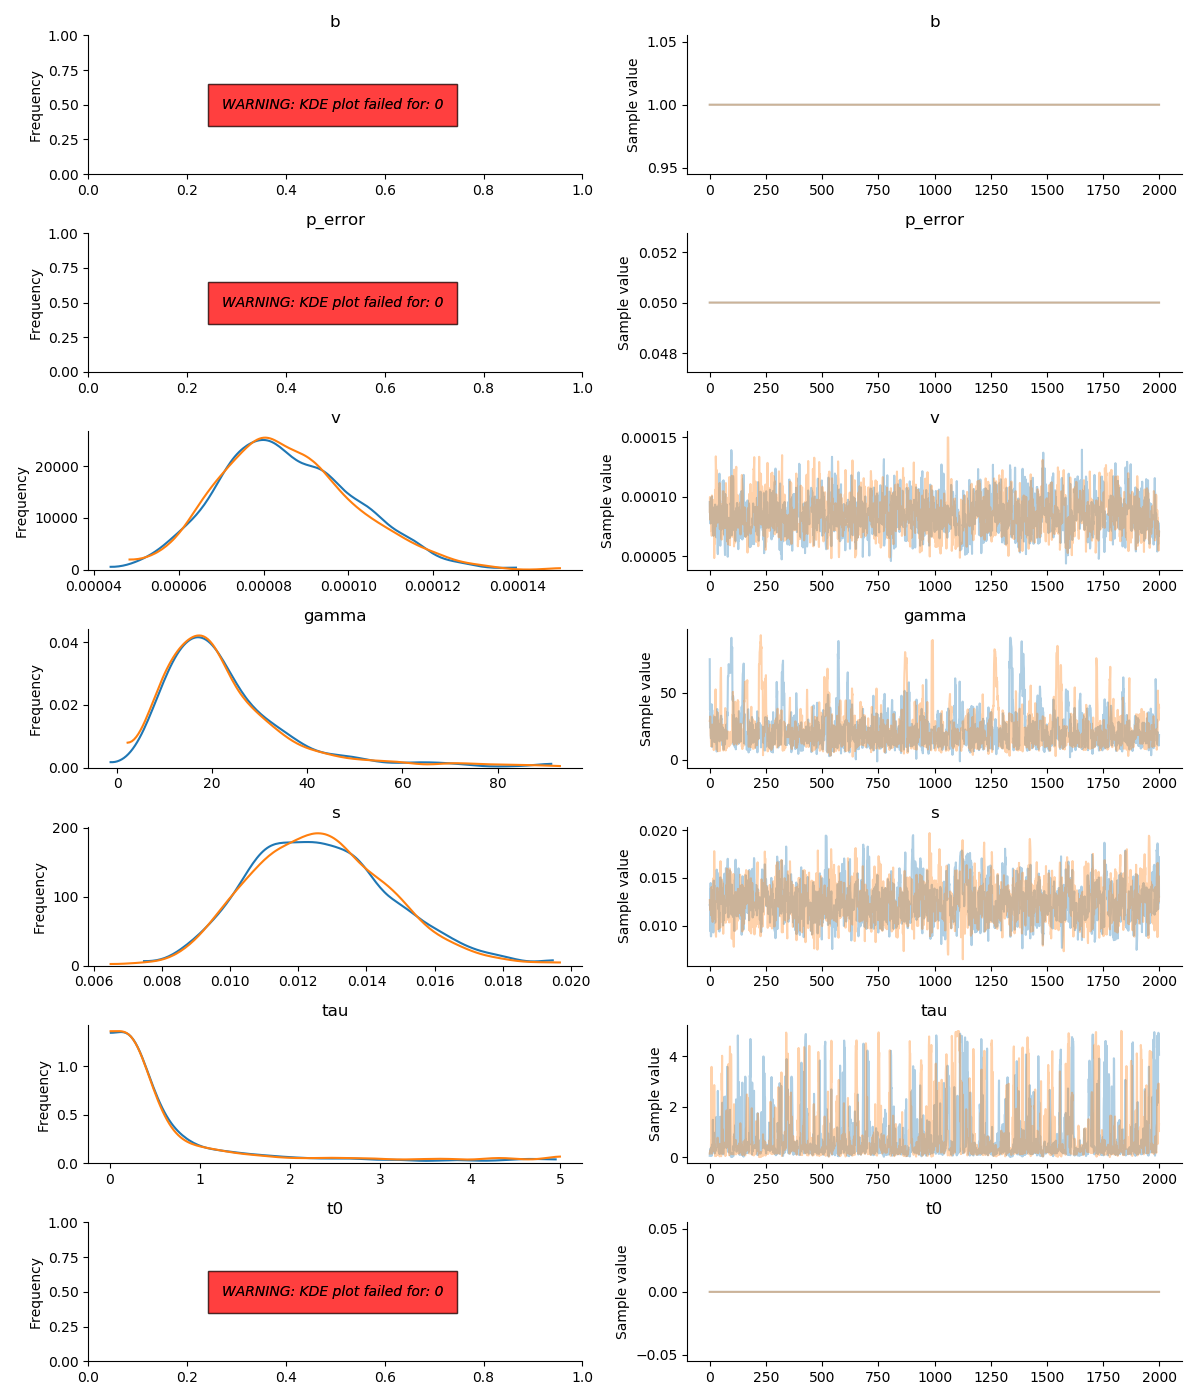 b
1.00
0.75
0.50
0.25
0.00
Frequency
WARNING: KDE plot failed for: 0
0.0 0.2 0.4 0.6 0.8 1.0
b
1.05
1.00
0.95
Sample value
0 250 500 750 1000 1250 1500 1750 2000
p_error
1.00
0.75
0.50
0.25
0.00
Frequency
WARNING: KDE plot failed for: 0
0.0 0.2 0.4 0.6 0.8 1.0
p_error
0.052
0.050
0.048
Sample value
0 250 500 750 1000 1250 1500 1750 2000
v
20000
10000
0
Frequency
0.00004 0.00006 0.00008 0.00010 0.00012 0.00014
v
0.00015
0.00010
0.00005
Sample value
0 250 500 750 1000 1250 1500 1750 2000
gamma
0.04
0.02
0.00
Frequency
0 20 40 60 80
gamma
50
0
Sample value
0 250 500 750 1000 1250 1500 1750 2000
s
200
100
0
Frequency
0.006 0.008 0.010 0.012 0.014 0.016 0.018 0.020
s
0.020
0.015
0.010
Sample value
0 250 500 750 1000 1250 1500 1750 2000
tau
1.0
0.5
0.0
Frequency
0 1 2 3 4 5
tau
4
2
0
Sample value
0 250 500 750 1000 1250 1500 1750 2000
t0
1.00
0.75
0.50
0.25
0.00
Frequency
WARNING: KDE plot failed for: 0
0.0 0.2 0.4 0.6 0.8 1.0
t0
0.05
0.00
−0.05
Sample value
0 250 500 750 1000 1250 1500 1750 2000